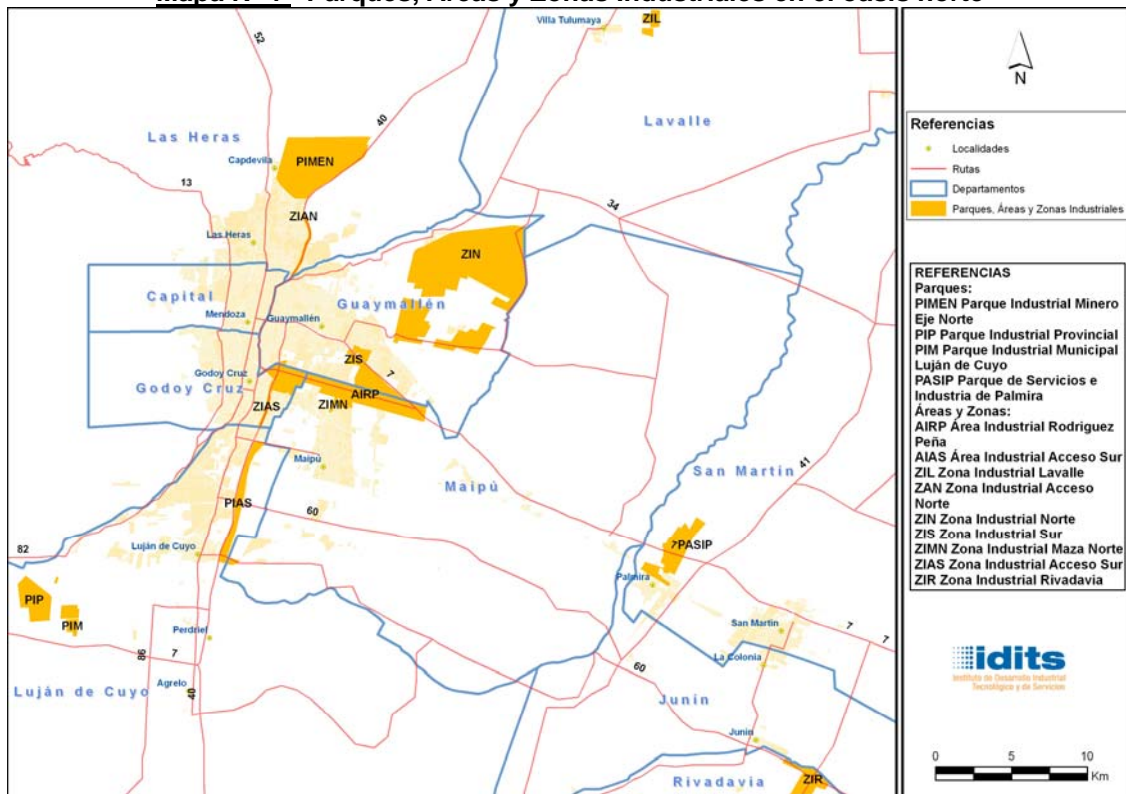 Parques, Áreas y Zonas Industriales en el oasis norte
Villa Tulumaya
ZIL
52
40
Las Heras
Lavalle
Capdevila
PIMEN
13
ZIAN
34
Las Heras
ZIN
Capital
Guaymallén
Mendoza
Guaymallén
ZIS
7
Godoy Cruz
Godoy Cruz
AIRP
ZIAS
ZIMN
Maipú
San Martín
41
Maipú
PIAS
60
82
Luján de Cuyo
7
PASIP
Palmira
PIP
PIM
San Martín
7
7
Perdriel
86
7
La Colonia
60
Luján de Cuyo
Agrelo
40
Junín
Junín
Rivadavia
ZIR
N
Referencias
Localidades
Rutas
Departamentos
Parques, Áreas y Zonas Industriales
REFERENCIAS
Parques:
PIMEN Parque Industrial Minero
Eje Norte
PIP Parque Industrial Provincial
PIM Parque Industrial Municipal
Luján de Cuyo
PASIP Parque de Servicios e
Industria de Palmira
Áreas y Zonas:
AIRP Área Industrial Rodriguez
Peña
AIAS Área Industrial Acceso Sur
ZIL Zona Industrial Lavalle
ZAN Zona Industrial Acceso
Norte
ZIN Zona Industrial Norte
ZIS Zona Industrial Sur
ZIMN Zona Industrial Maza Norte
ZIAS Zona Industrial Acceso Sur
ZIR Zona Industrial Rivadavia
idits
Instituto de Desarrollo Industrial
Tecnológico y de Servicios
0 5 10
Km